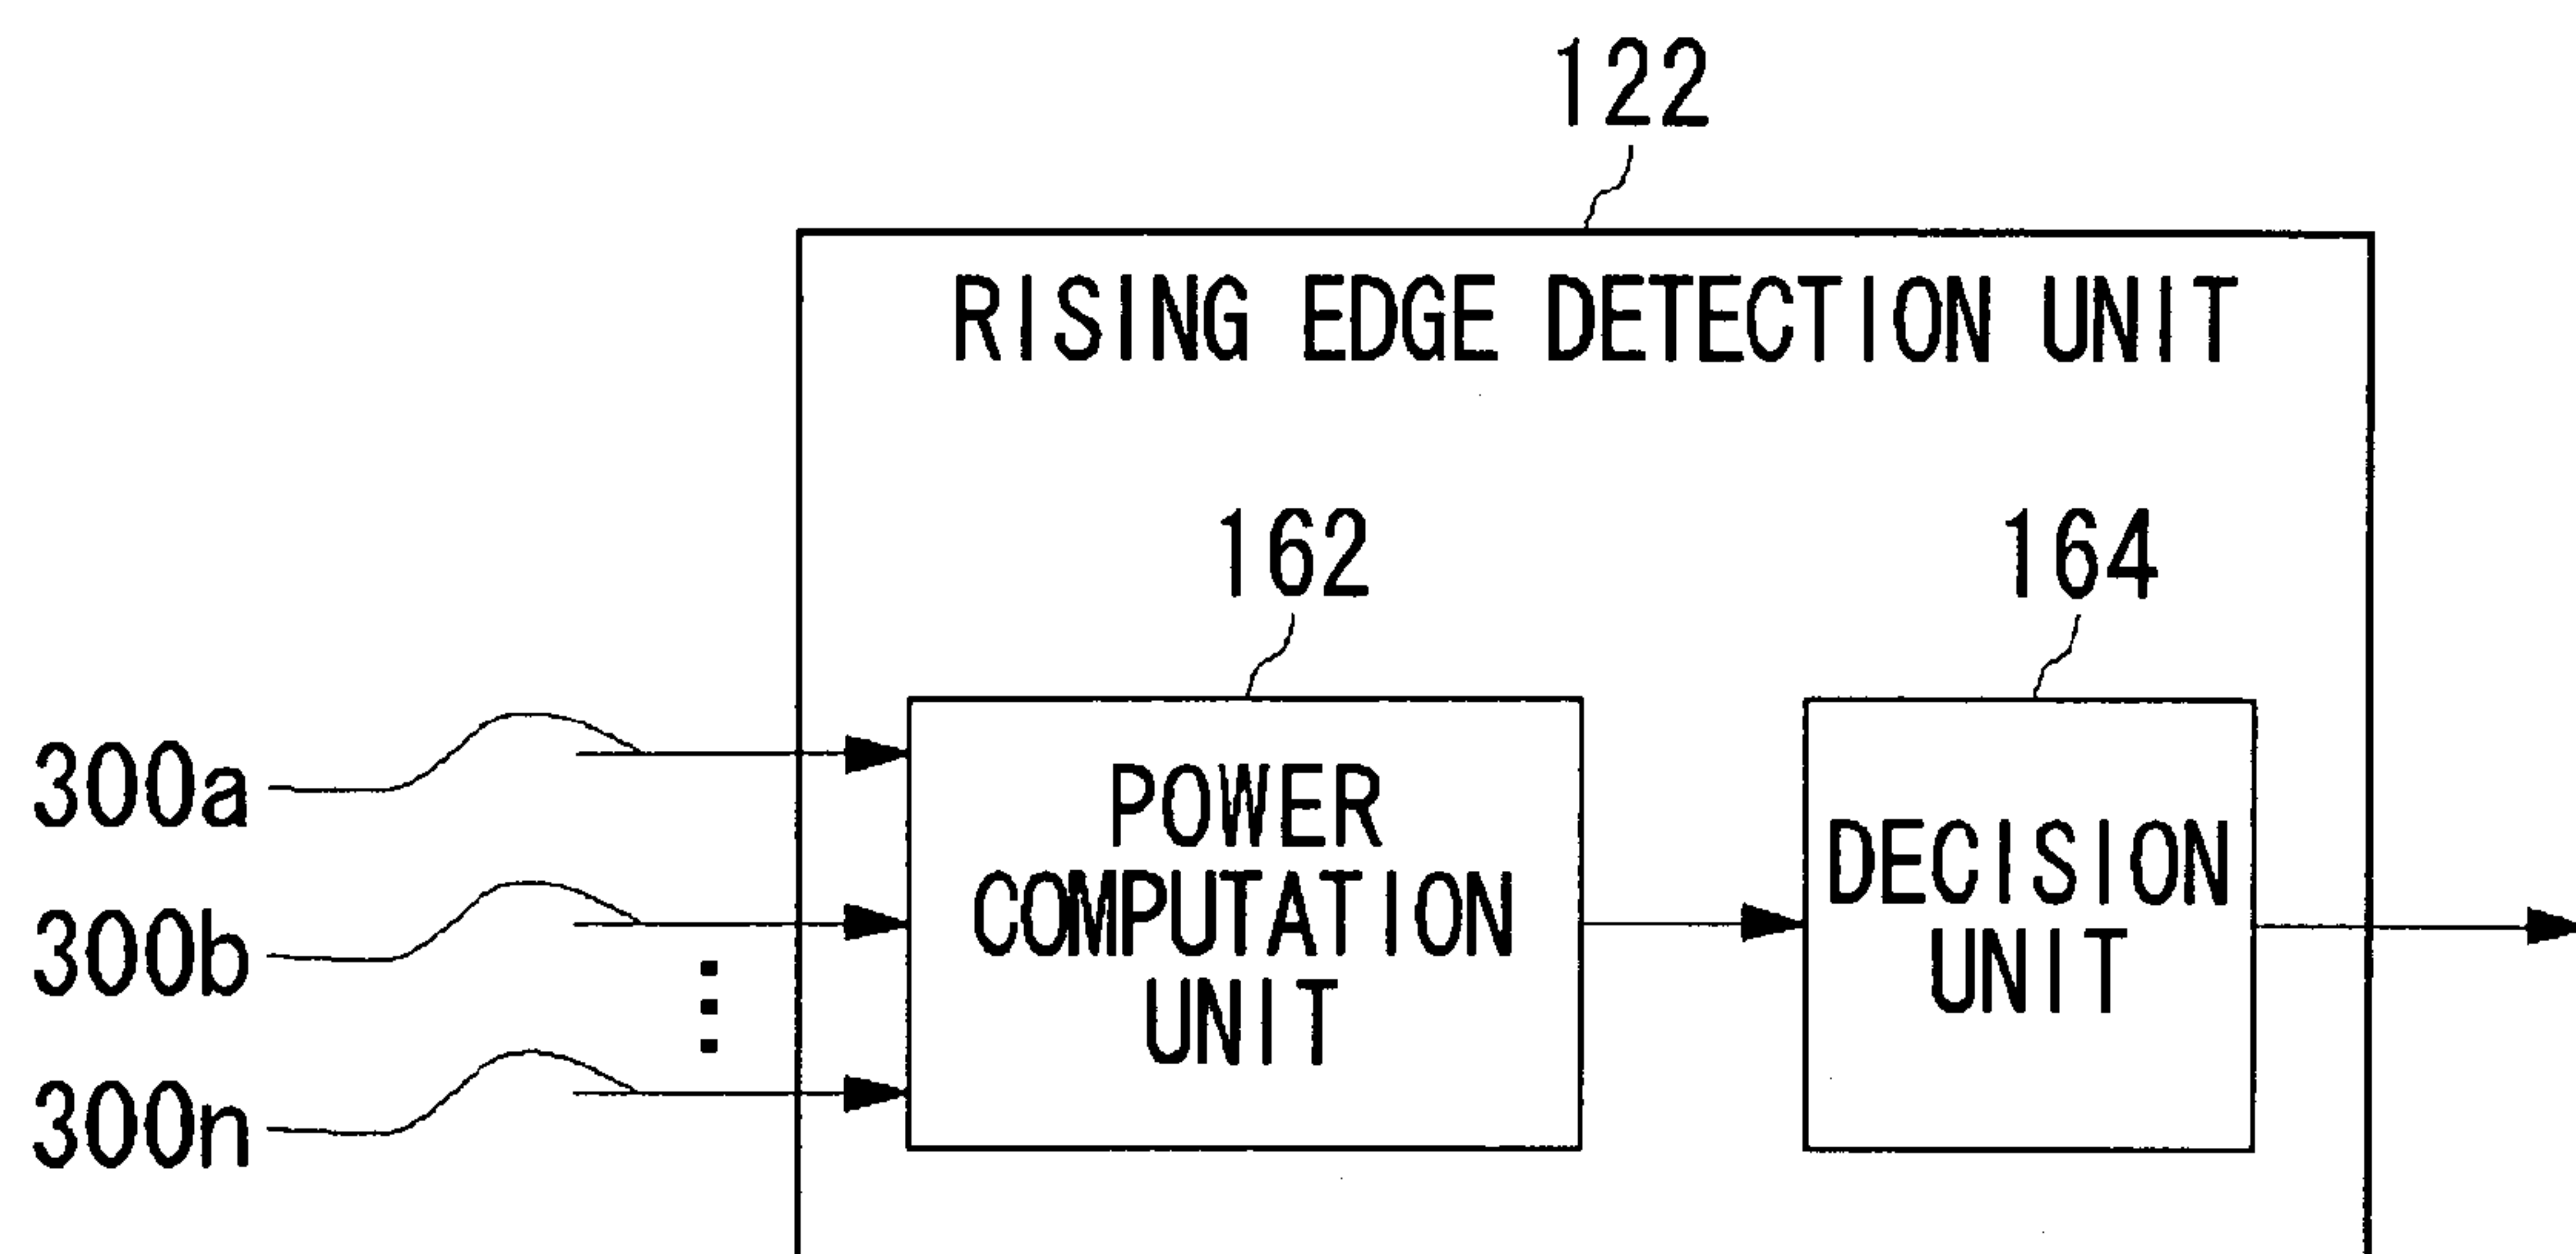 122
RISING EDGE DETECTION UNIT
162
164
300a
POWER
COMPUTATION
UNIT
DECISION
UNIT
300b
300n